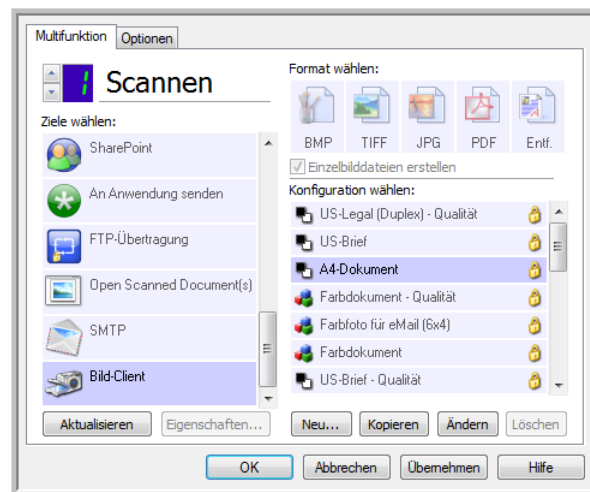 Multifunktion
Optionen
1 Scannen
Ziele wählen:
SharePoint
An Anwendung senden
FTP-Übertragung
Open Scanned Document(s)
SMTP
Bild-Client
Aktualisieren
Eigenschaften...
Format wählen:
BMP TIFF JPG PDF Entf.
Einzelbilddateien erstellen
Konfiguration wählen:
US-Legal (Duplex) - Qualität
US-Brief
A4-Dokument
Farbdokument - Qualität
Farbfoto für eMail (6x4)
Farbdokument
US-Brief - Qualität
Neu... Kopieren Ändern Löschen
OK Abbrechen Übernehmen Hilfe